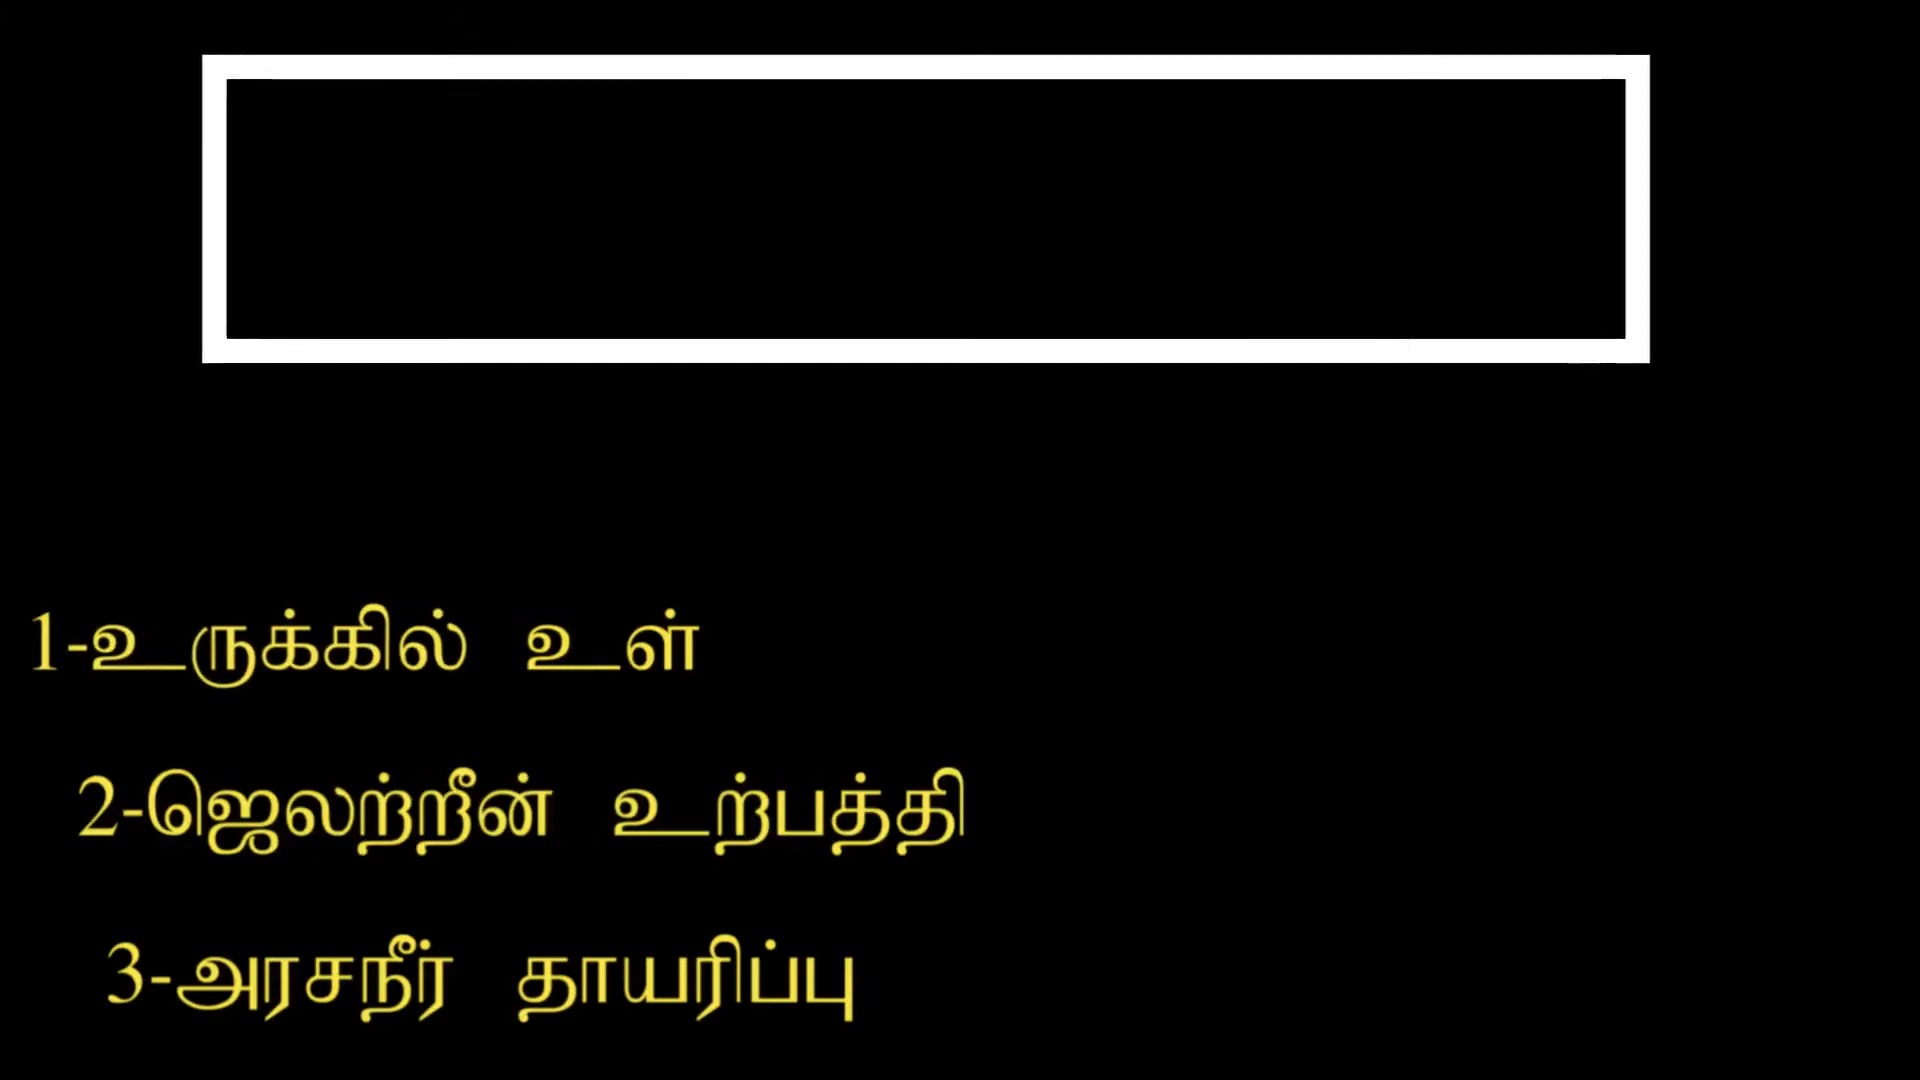 1-உருக்கில் உள்
2-ஜெலற்றீன் உற்பத்தி
3-அரசநீர் தாயரிப்பு